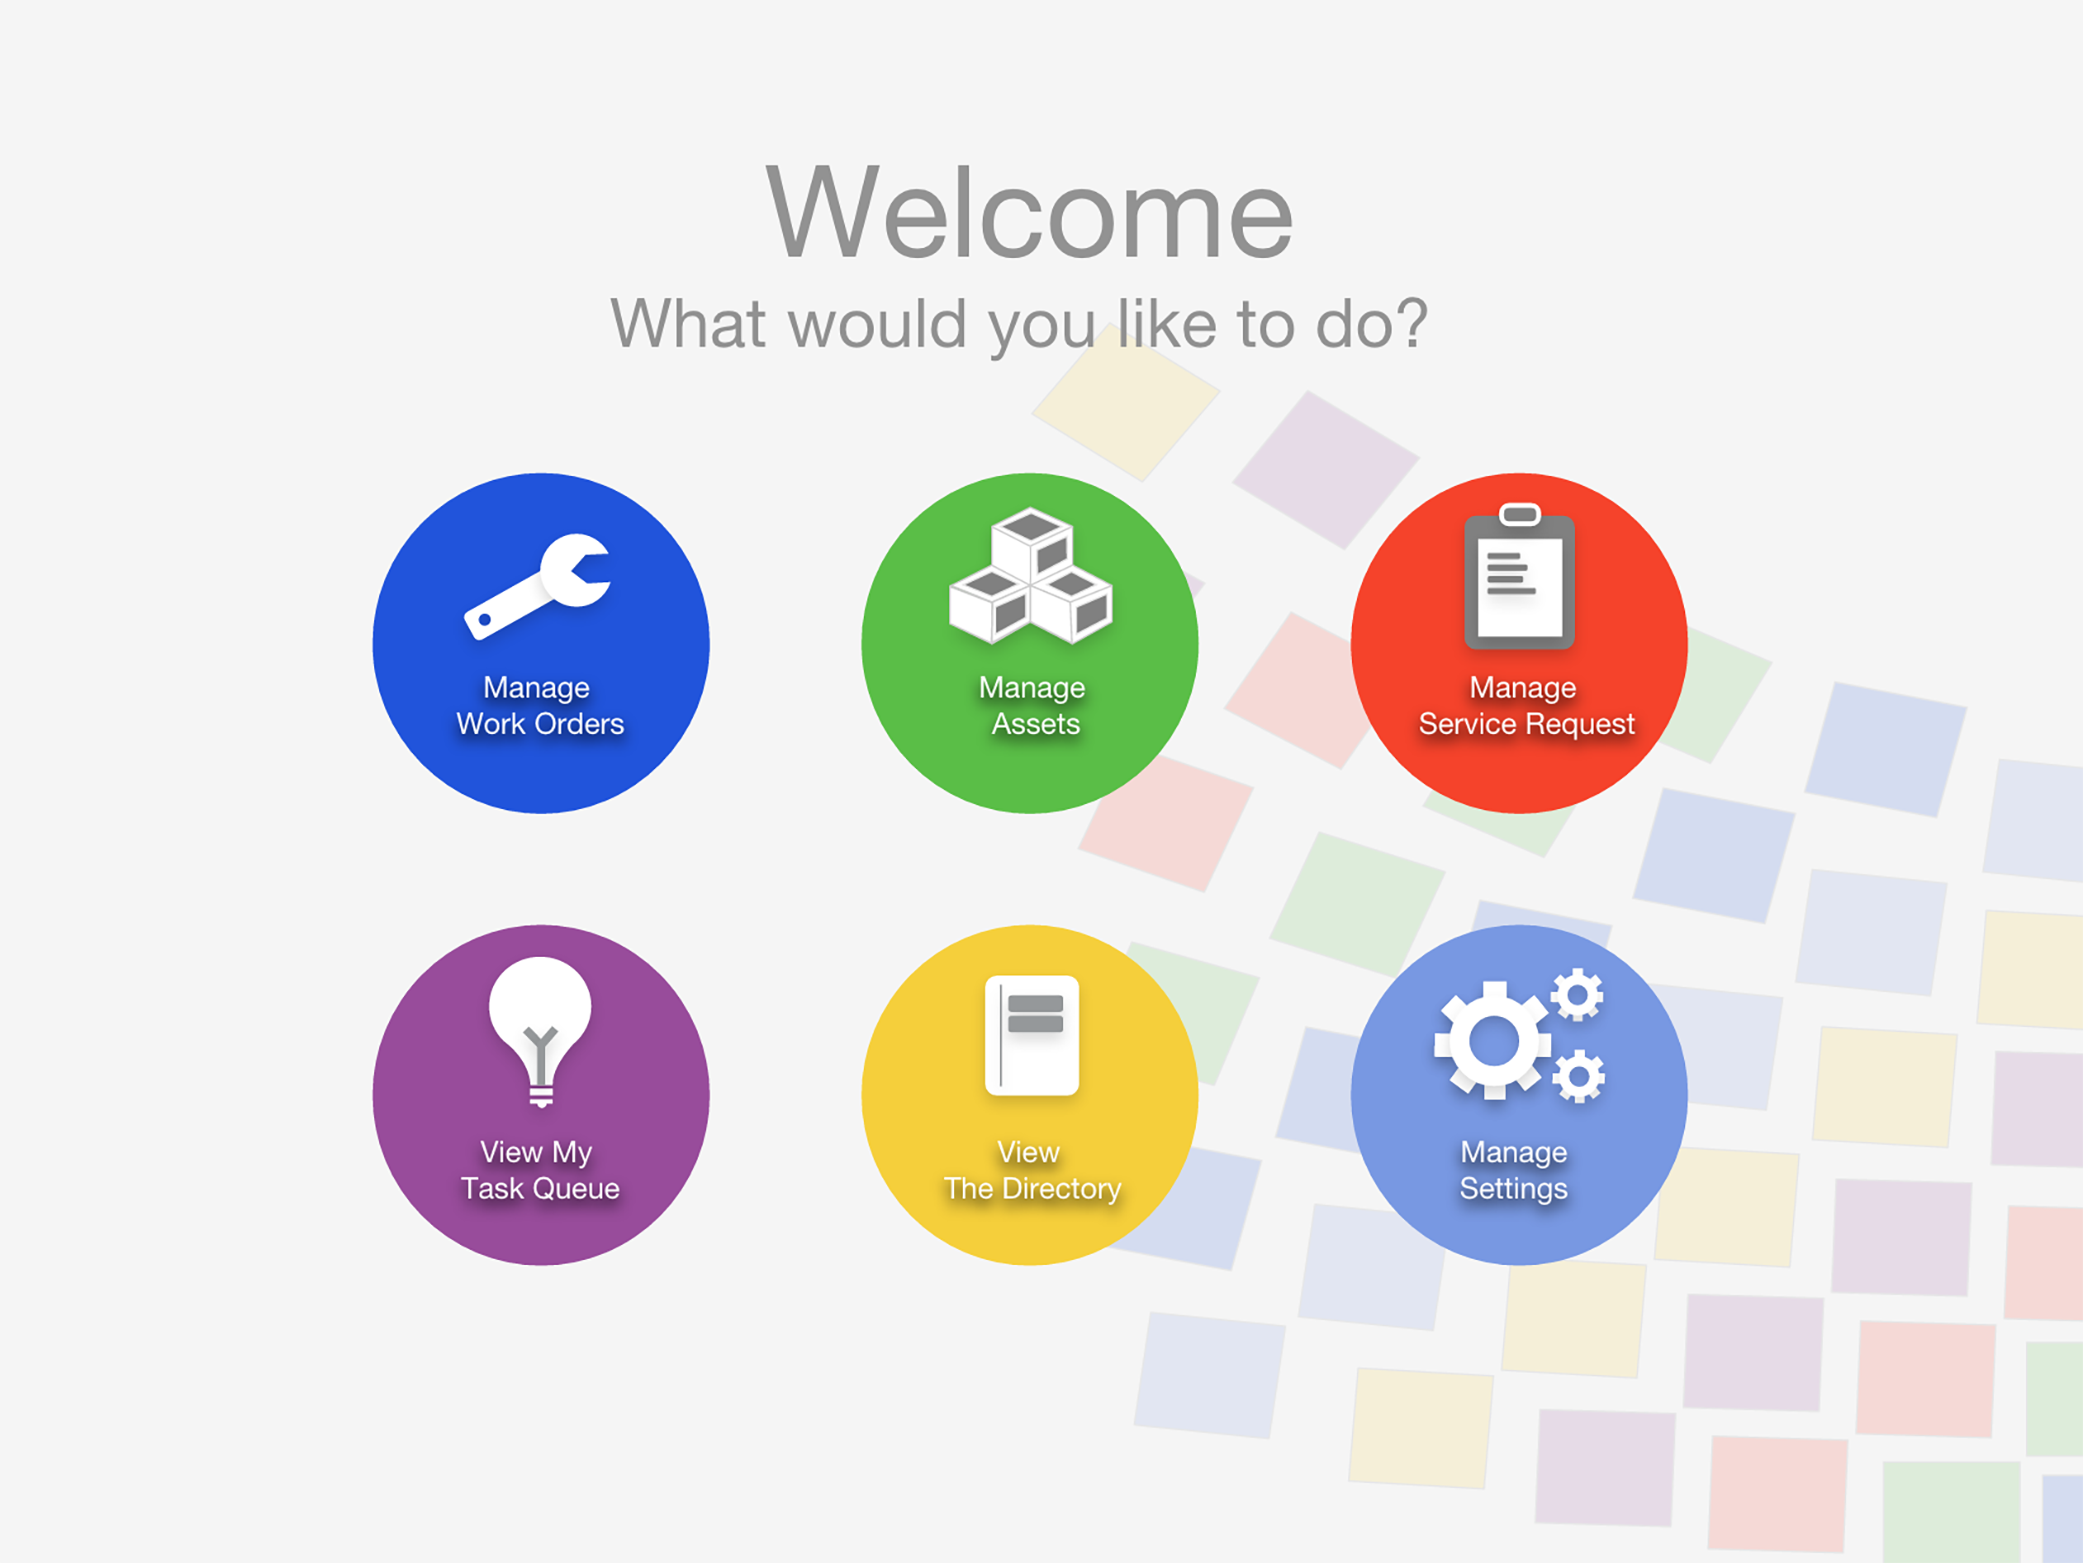 Welcome
What would you like to do?
Manage
Work Orders
Manage
Assets
Manage
Service Request
View My
Task Queue
View
The Directory
Manage
Settings